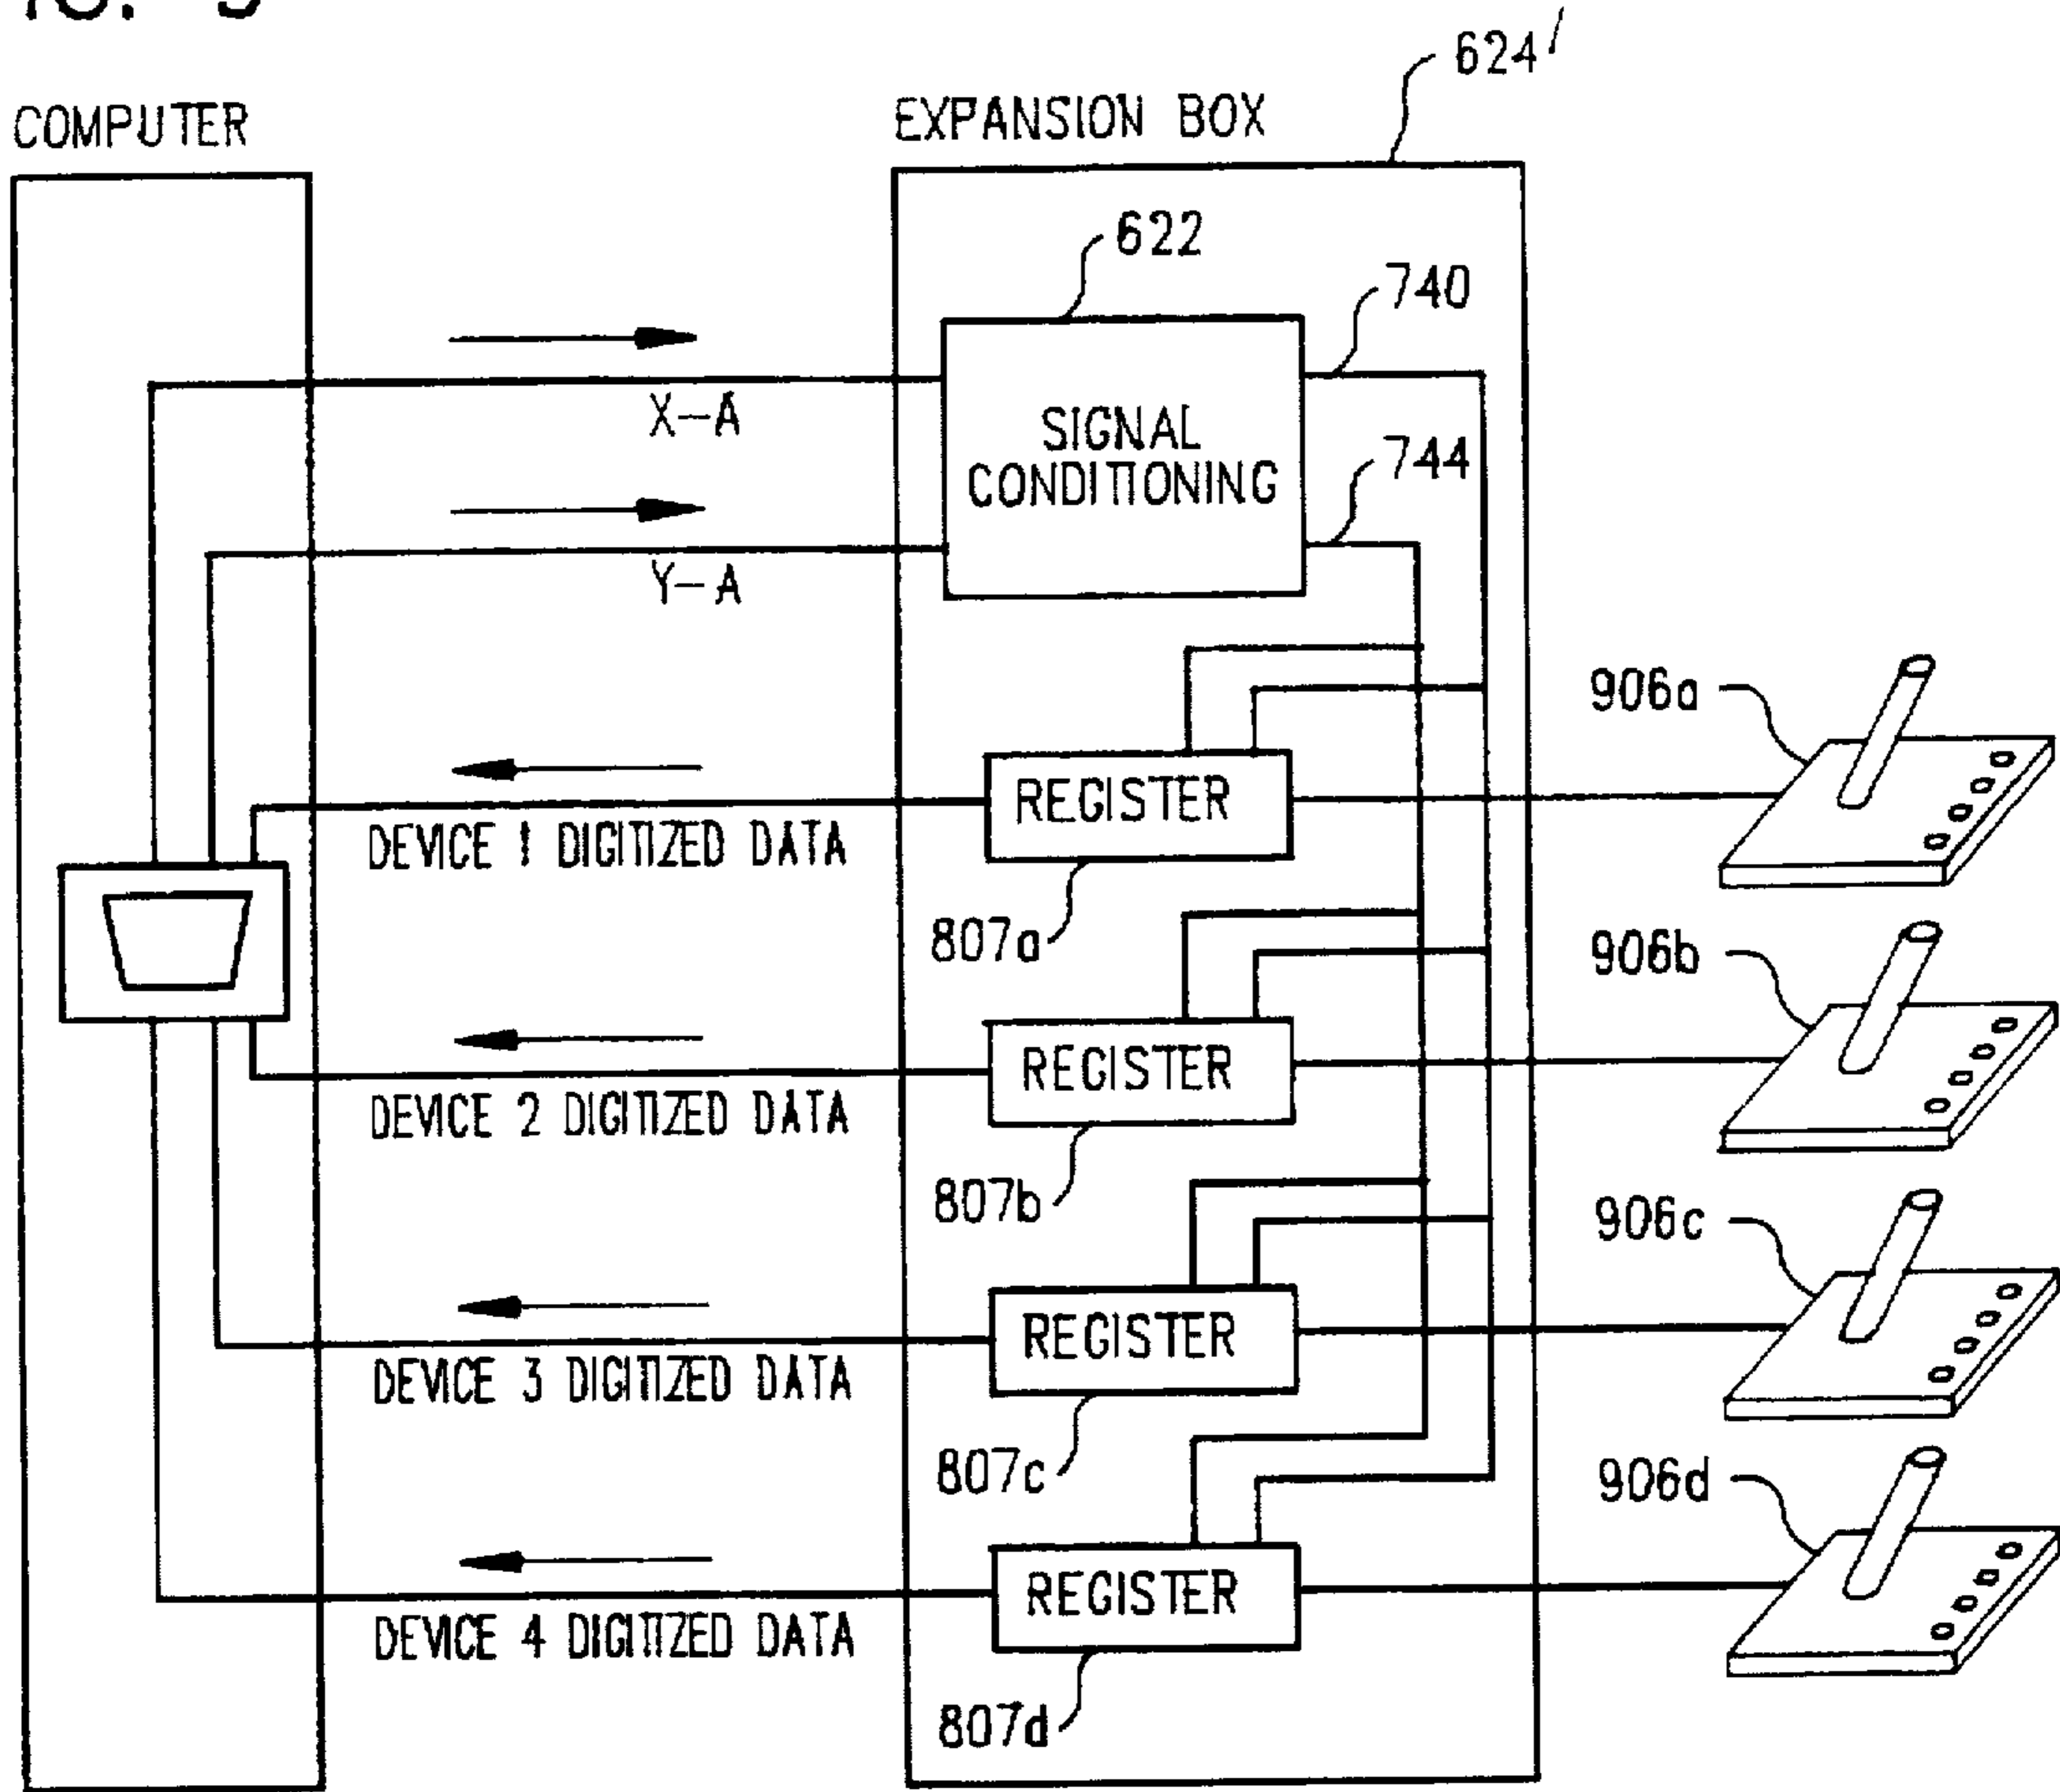 624'
COMPUTER
EXPANSION BOX
622
740
X-A
SIGNAL
CONDITIONING
744
Y-A
906a
REGISTER
DEVICE 1 DIGITIZED DATA
807a
906b
REGISTER
DEVICE 2 DIGITIZED DATA
807b
906c
REGISTER
DEVICE 3 DIGITIZED DATA
807c
906d
REGISTER
DEVICE 4 DIGITIZED DATA
807d